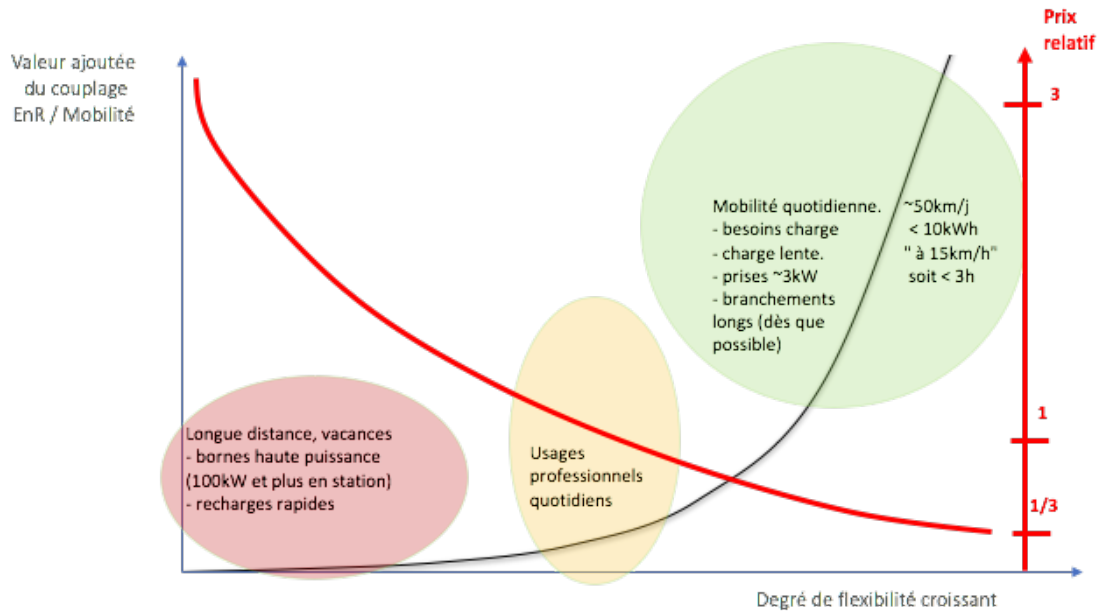 Valeur ajoutée
du couplage
EnR / Mobilité
Prix
relatif
3
Mobilité quotidienne. ~50km/j
- besoins charge < 10kWh
- charge lente. " à 15km/h"
- prises ~3kW soit < 3h
- branchements
longs (dès que
possible)
1
Longue distance, vacances
- bornes haute puissance
(100kW et plus en station)
- recharges rapides
Usages
professionnels
quotidiens
1/3
Degré de flexibilité croissant